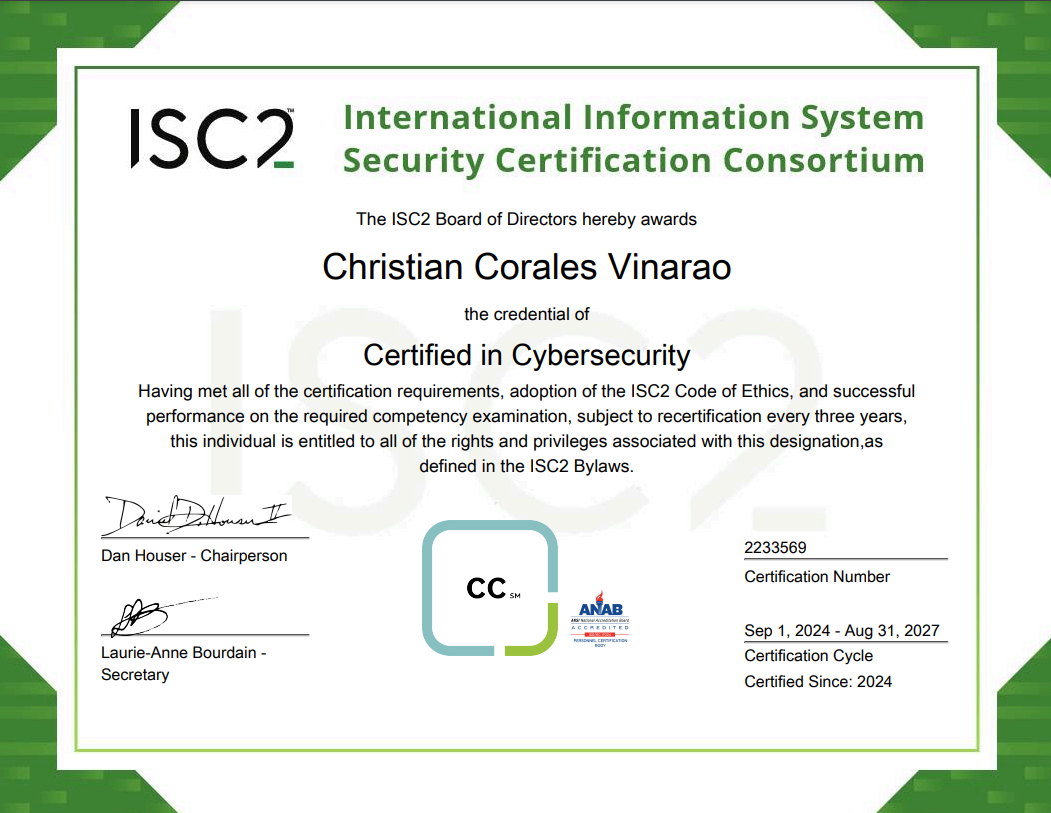 ISC2™
International Information System
Security Certification Consortium
The ISC2 Board of Directors hereby awards
Christian Corales Vinarao
the credential of
Certified in Cybersecurity
Having met all of the certification requirements, adoption of the ISC2 Code of Ethics, and successful
performance on the required competency examination, subject to recertification every three years,
this individual is entitled to all of the rights and privileges associated with this designation,as
defined in the ISC2 Bylaws.
David D. Houser II
Dan Houser - Chairperson
Laurie-Anne Bourdain -
Secretary
CC SM
ANAB
ANSI National Accreditation Board
ACCREDITED
PERSONNEL CERTIFICATION
BODY
2233569
Certification Number
Sep 1, 2024 - Aug 31, 2027
Certification Cycle
Certified Since: 2024